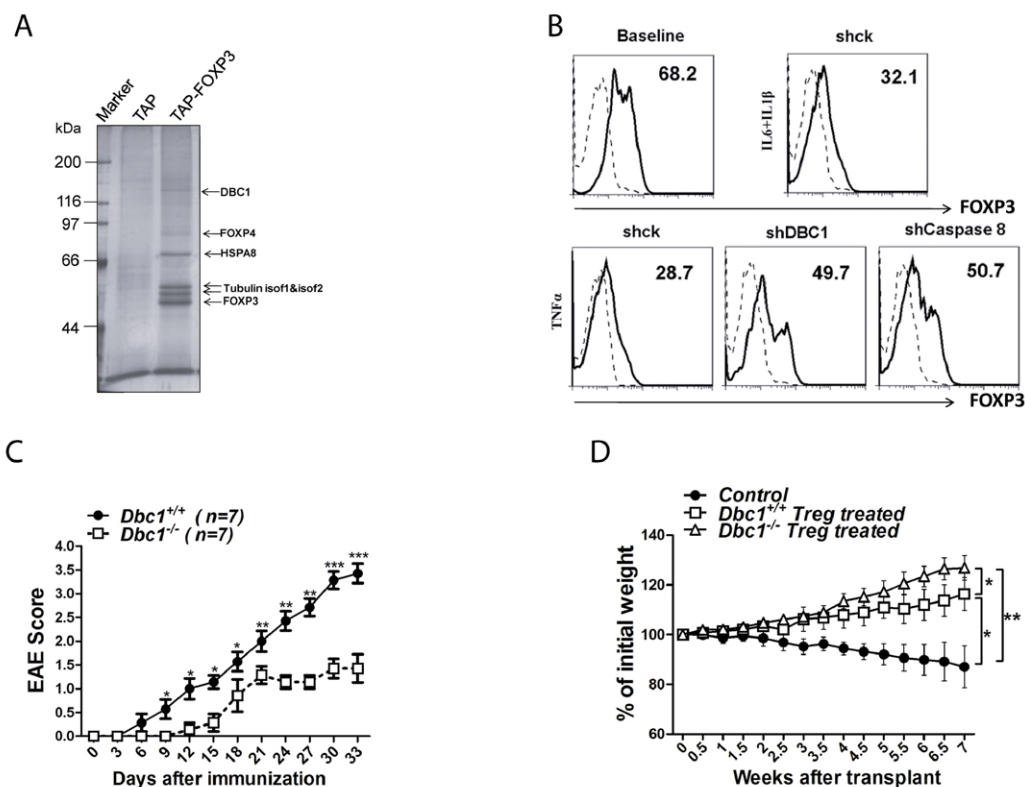 A
Marker
TAP
TAP-FOXP3
kDa
200
116
97
66
44
DBC1
FOXP4
HSPA8
Tubulin isof1&isof2
FOXP3
B
Baseline
68.2
shck
32.1
IL6+IL1β
FOXP3
shck
28.7
shDBC1
49.7
shCaspase 8
50.7
TNFα
FOXP3
C
Dbc1+/+ ( n=7)
Dbc1-/- ( n=7)
EAE Score
4.0
3.5
3.0
2.5
2.0
1.5
1.0
0.5
0.0
* * * * ** ** ** *** ***
0 3 6 9 12 15 18 21 24 27 30 33
Days after immunization
D
Control
Dbc1+/+ Treg treated
Dbc1-/- Treg treated
% of initial weight
140
120
100
80
60
*
*
**
0 0.5 1 1.5 2 2.5 3 3.5 4 4.5 5 5.5 6 6.5 7
Weeks after transplant